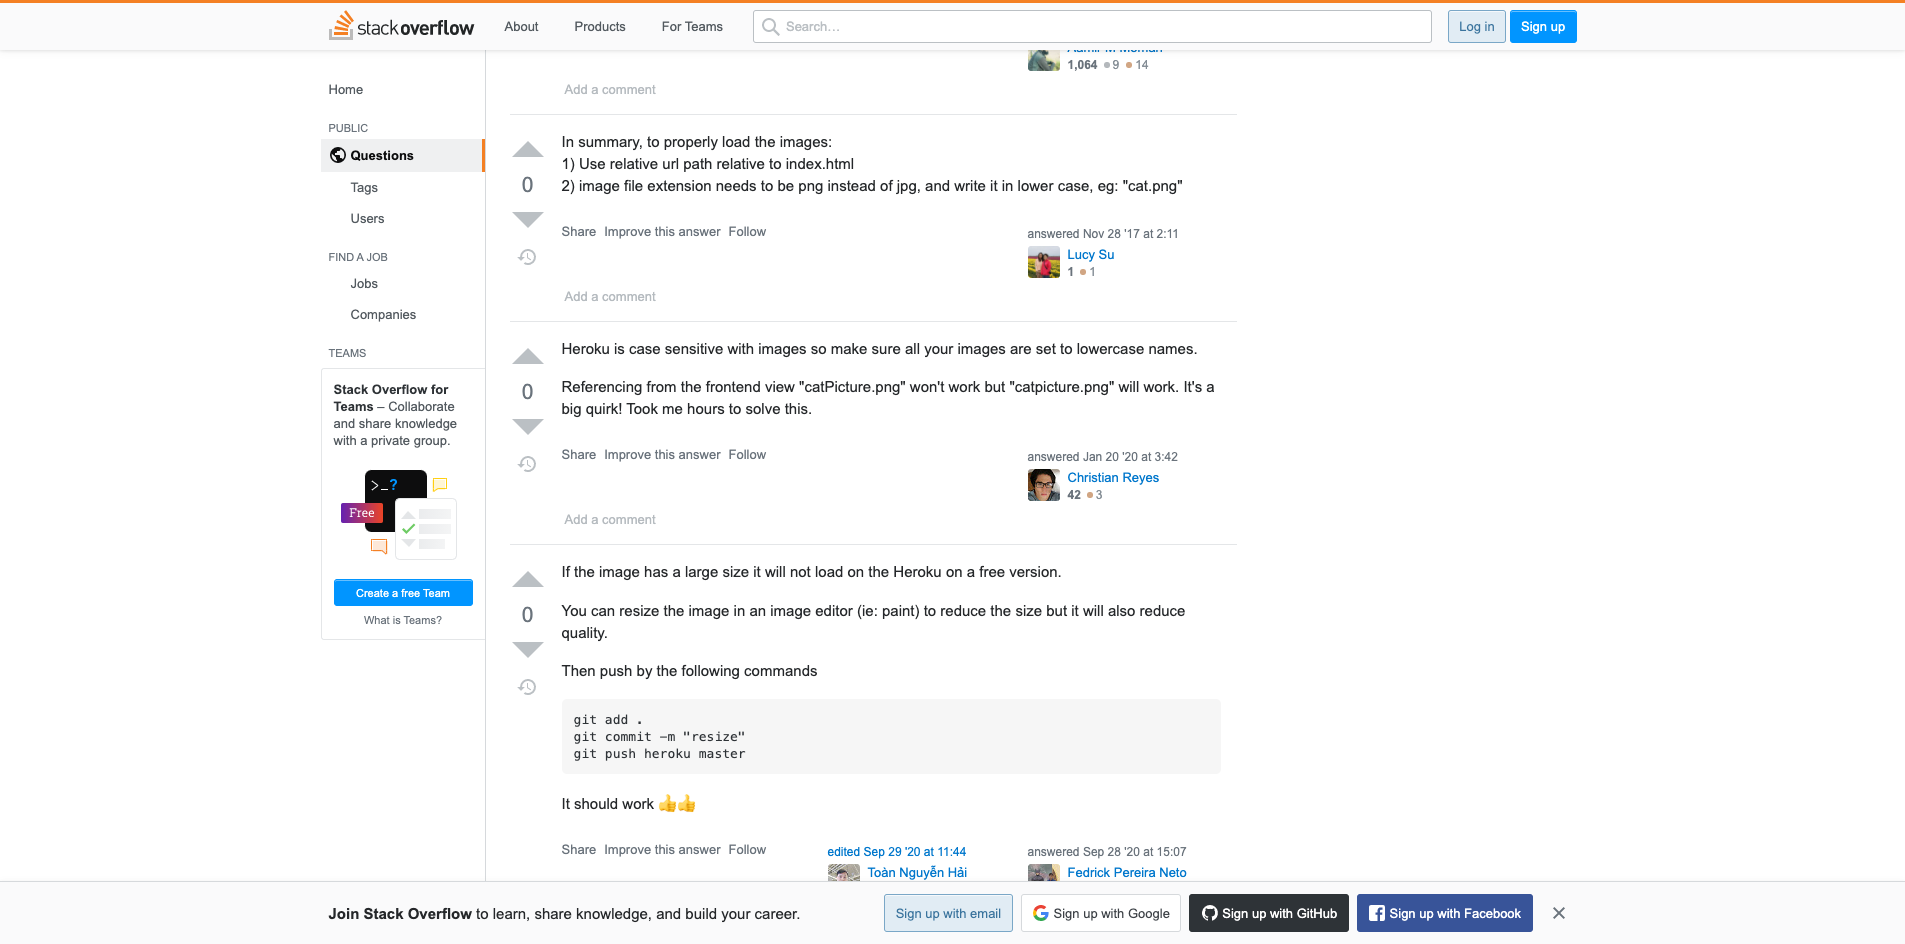 stack overflow
About
Products
For Teams
Search...
Log in
Sign up
Home
PUBLIC
Questions
Tags
Users
FIND A JOB
Jobs
Companies
TEAMS
Stack Overflow for
Teams – Collaborate
and share knowledge
with a private group.
>_?
Free
Create a free Team
What is Teams?
1,064 9 14
Add a comment
In summary, to properly load the images:
1) Use relative url path relative to index.html
0
2) image file extension needs to be png instead of jpg, and write it in lower case, eg: "cat.png"
Share Improve this answer Follow
answered Nov 28 '17 at 2:11
Lucy Su
1 1
Add a comment
Heroku is case sensitive with images so make sure all your images are set to lowercase names.
0
Referencing from the frontend view "catPicture.png" won't work but "catpicture.png" will work. It's a
big quirk! Took me hours to solve this.
Share Improve this answer Follow
answered Jan 20 '20 at 3:42
Christian Reyes
42 3
Add a comment
If the image has a large size it will not load on the Heroku on a free version.
0
You can resize the image in an image editor (ie: paint) to reduce the size but it will also reduce
quality.
Then push by the following commands
git add .
git commit -m "resize"
git push heroku master
It should work 👍👍
Share Improve this answer Follow
edited Sep 29 '20 at 11:44
Toàn Nguyễn Hải
answered Sep 28 '20 at 15:07
Fedrick Pereira Neto
Join Stack Overflow to learn, share knowledge, and build your career.
Sign up with email
Sign up with Google
Sign up with GitHub
Sign up with Facebook